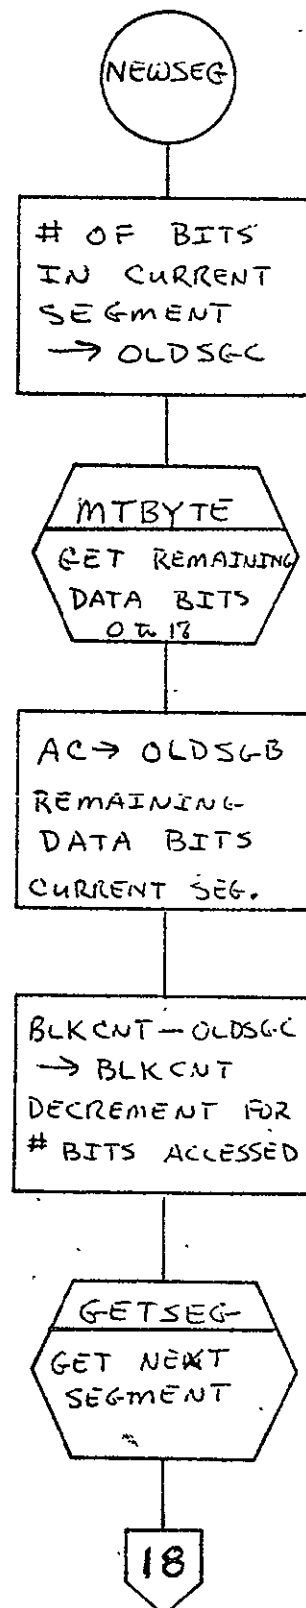 NEWSEG
# OF BITS
IN CURRENT
SEGMENT
→ OLDSGC
MTBYTE
GET REMAINING
DATA BITS
0 to 17
AC → OLDSGB
REMAINING
DATA BITS
CURRENT SEG.
BLKCNT - OLDSGC
→ BLKCNT
DECREMENT FOR
# BITS ACCESSED
GETSEG
GET NEXT
SEGMENT
18